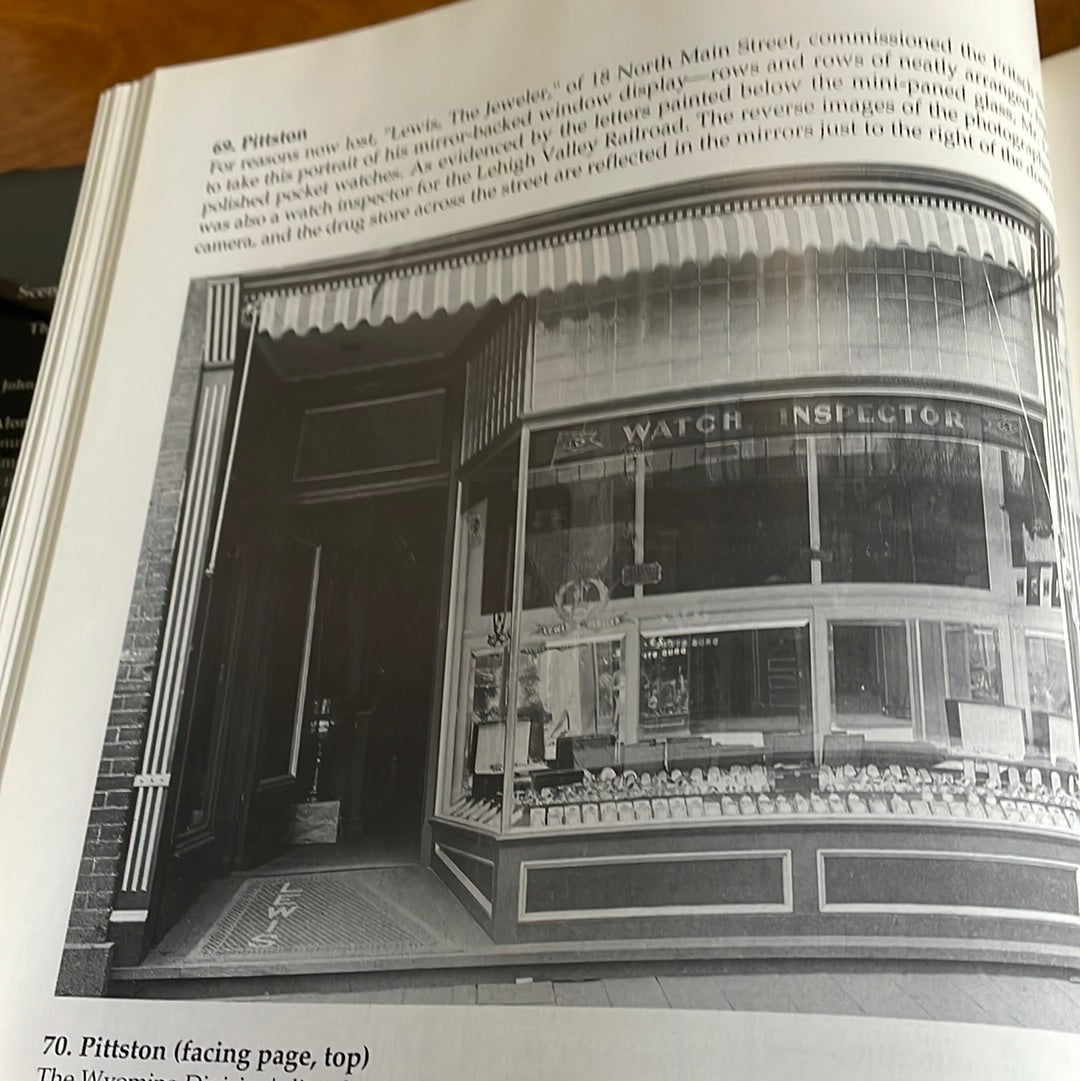 69. Pittston
For reasons now lost, "Lewis, The Jeweler," of 18 North Main Street, commissioned the
to take this portrait of his mirror-backed window display—rows and rows of neatly arranged,
polished pocket watches. As evidenced by the letters painted below the mini-paned glass,
was also a watch inspector for the Lehigh Valley Railroad. The reverse images of the
camera, and the drug store across the street are reflected in the mirrors just to the right of the
WATCH INSPECTOR
LEWIS
70. Pittston (facing page, top)
The Wyoming
John